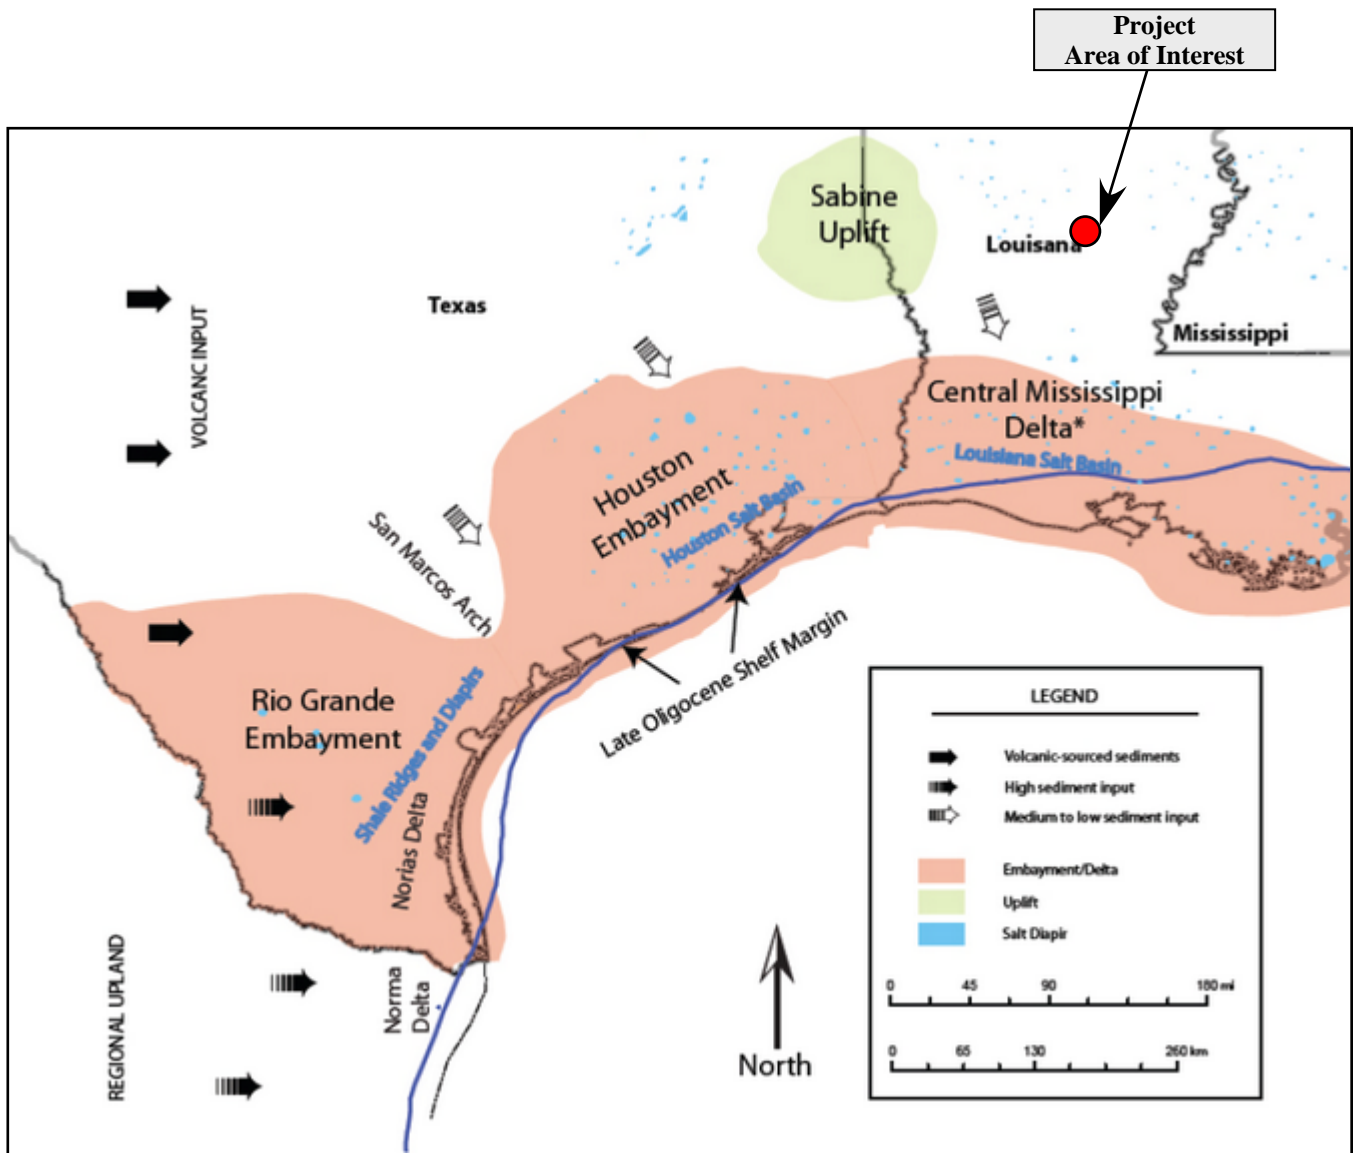 Project
Area of Interest
Sabine
Uplift
Louisana
Texas
VOLCANC INPUT
Mississippi
Central Mississippi
Delta*
Louisiana Salt Basin
Houston
Embayment
Houston Salt Basin
San Marcos Arch
Late Oligocene Shelf Margin
Rio Grande
Embayment
Shale Ridges and Diapirs
Norias Delta
Norma
Delta
REGIONAL UPLAND
North
LEGEND
Volcanic-sourced sediments
High sediment input
Medium to low sediment input
Embayment/Delta
Uplift
Salt Diapir
0 45 90 180 mi
0 65 130 260 km